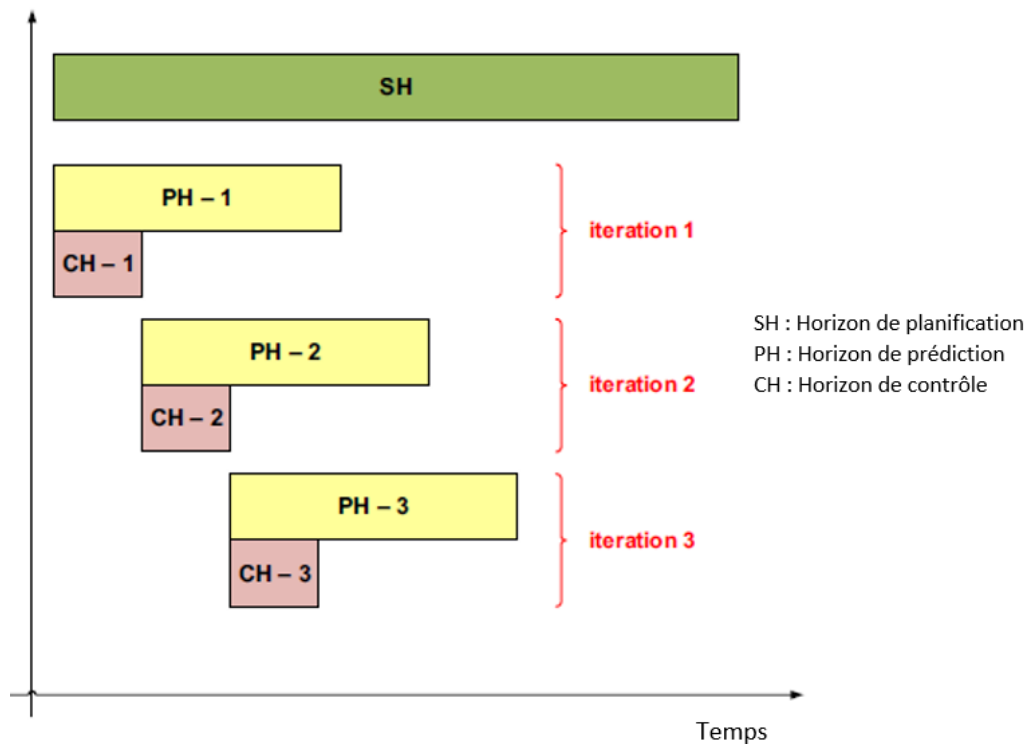 SH
PH – 1
CH – 1
iteration 1
PH – 2
CH – 2
iteration 2
PH – 3
CH – 3
iteration 3
SH : Horizon de planification
PH : Horizon de prédiction
CH : Horizon de contrôle
Temps